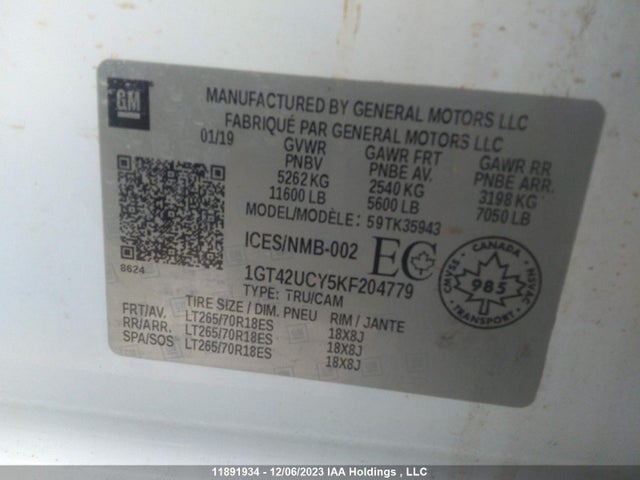 GM
MANUFACTURED BY GENERAL MOTORS LLC
FABRIQUÉ PAR GENERAL MOTORS LLC
01/19
GVWR GAWR FRT GAWR RR
PNBV PNBE AV. PNBE ARR.
5262 KG 2540 KG 3198 KG
11600 LB 5600 LB 7050 LB
MODEL/MODÈLE: 59TK35943
ICES/NMB-002 EC
8624
1GT42UCY5KF204779
TYPE: TRU/CAM
CANADA
CMVSS 985 NSVAC
TRANSPORT
TIRE SIZE / DIM. PNEU RIM / JANTE
FRT/AV. LT265/70R18ES 18X8J
RR/ARR. LT265/70R18ES 18X8J
SPA/SOS LT265/70R18ES 18X8J
11891934 - 12/06/2023 IAA Holdings , LLC